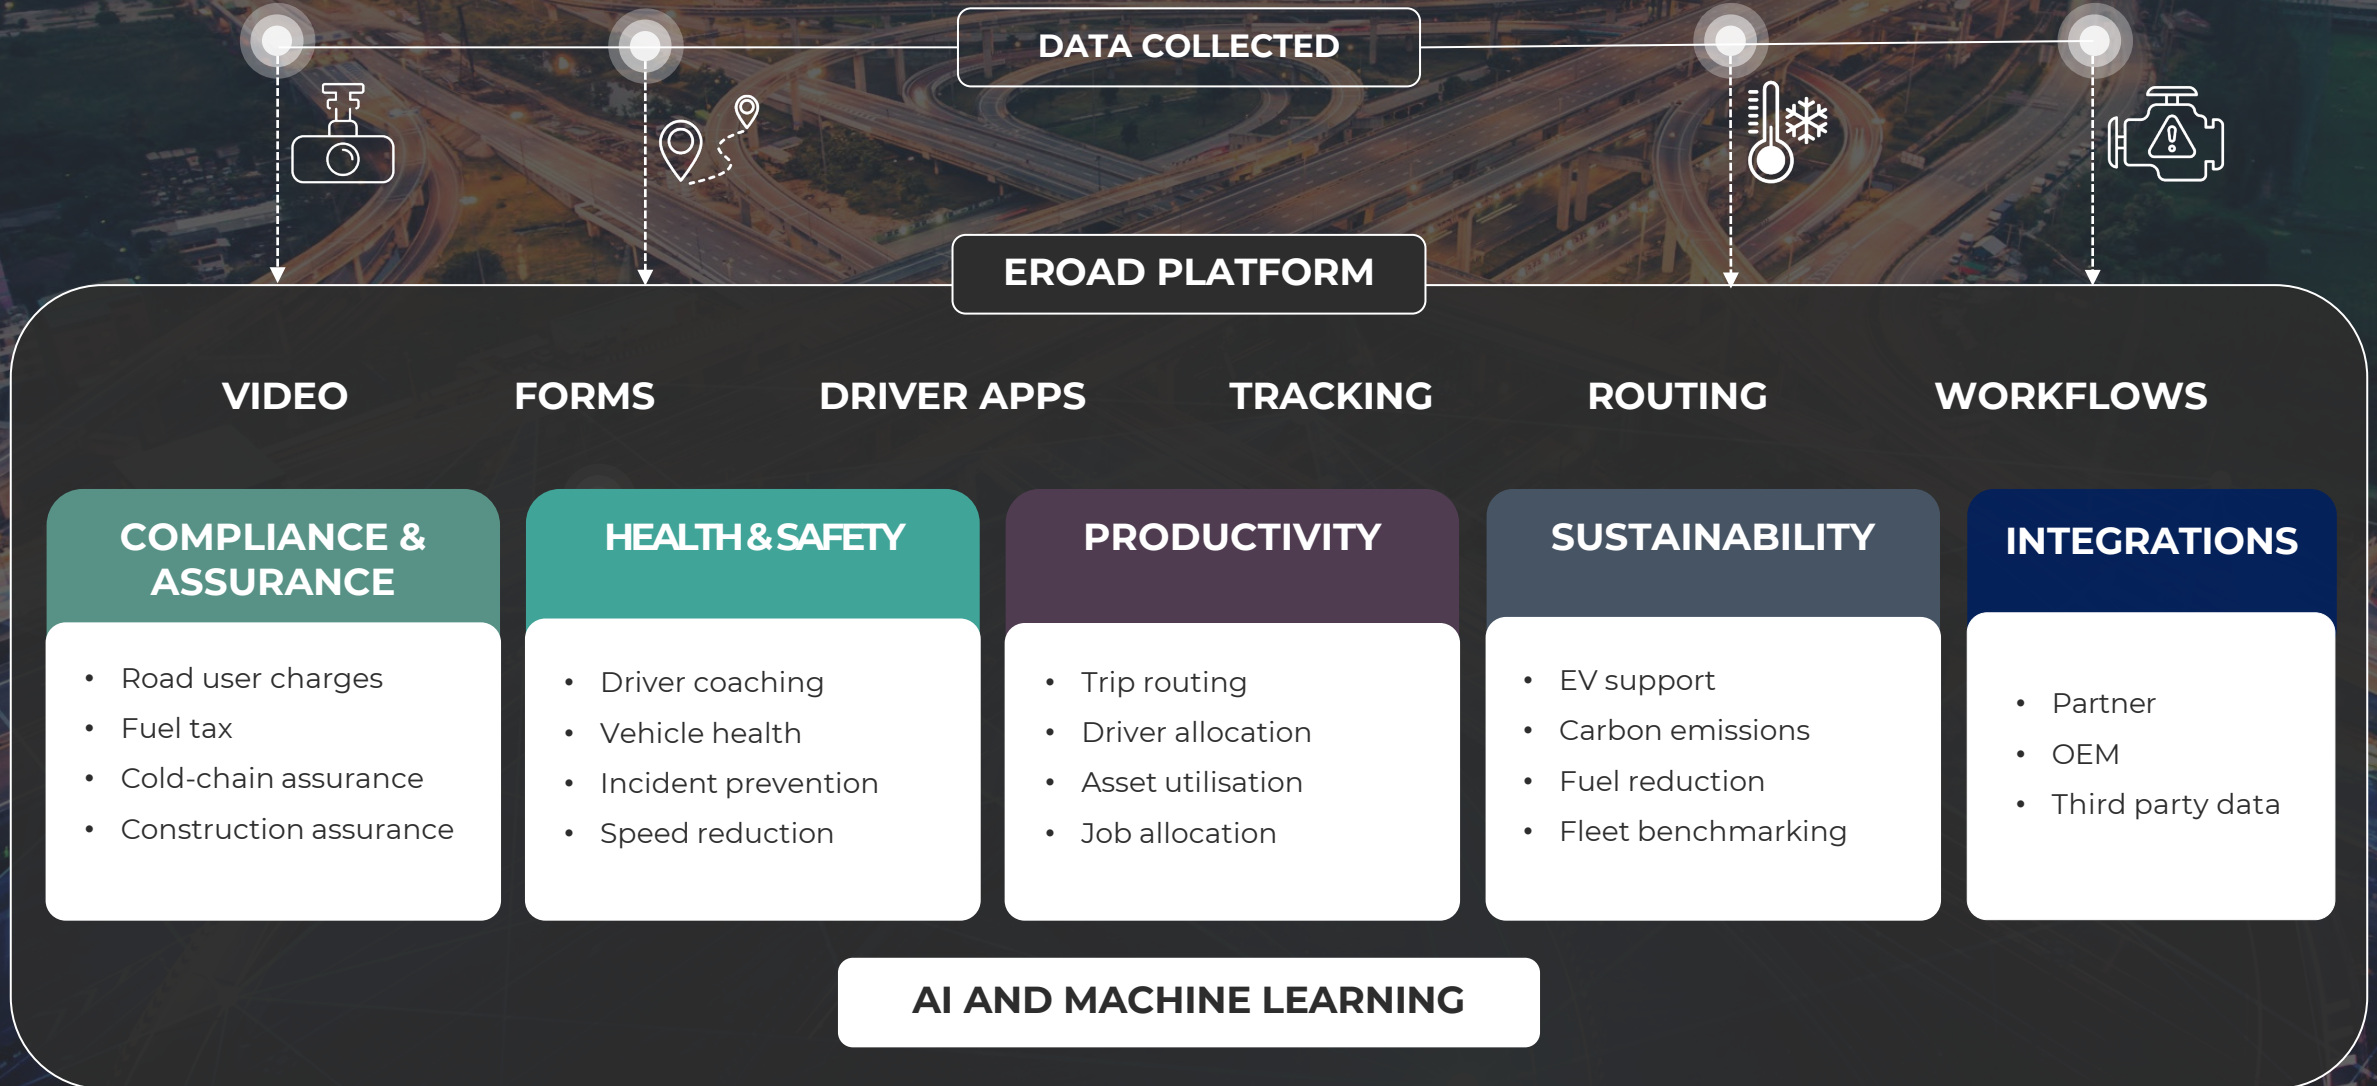 DATA COLLECTED
EROAD PLATFORM
VIDEO
FORMS
DRIVER APPS
TRACKING
ROUTING
WORKFLOWS
COMPLIANCE &
ASSURANCE
• Road user charges
• Fuel tax
• Cold-chain assurance
• Construction assurance
HEALTH & SAFETY
• Driver coaching
• Vehicle health
• Incident prevention
• Speed reduction
PRODUCTIVITY
• Trip routing
• Driver allocation
• Asset utilisation
• Job allocation
SUSTAINABILITY
• EV support
• Carbon emissions
• Fuel reduction
• Fleet benchmarking
INTEGRATIONS
• Partner
• OEM
• Third party data
AI AND MACHINE LEARNING